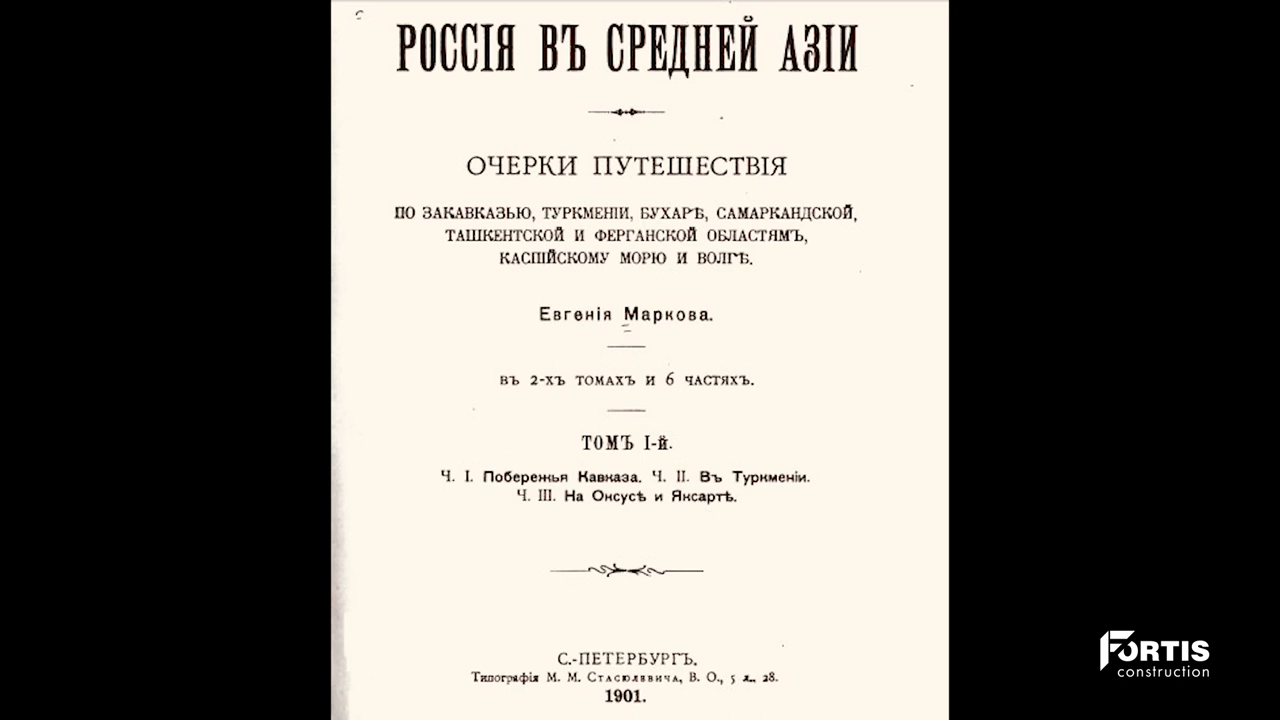 РОССІЯ ВЪ СРЕДНЕЙ АЗІИ
ОЧЕРКИ ПУТЕШЕСТВІЯ
ПО ЗАКАВКАЗЬЮ, ТУРКМЕНІИ, БУХАРѢ, САМАРКАНДСКОЙ,
ТАШКЕНТСКОЙ И ФЕРГАНСКОЙ ОБЛАСТЯМЪ,
КАСПІЙСКОМУ МОРЮ И ВОЛГѢ.
Евгенія Маркова.
ВЪ 2-ХЪ ТОМАХЪ И 6 ЧАСТЯХЪ.
ТОМЪ I-й.
Ч. I. Побережья Кавказа. Ч. II. Въ Туркменіи.
Ч. III. На Оксусѣ и Яксартѣ.
С.-ПЕТЕРБУРГЪ.
Типографія М. М. Стасюлевича, В. О., 5 л., 28.
1901.
FORTIS
construction